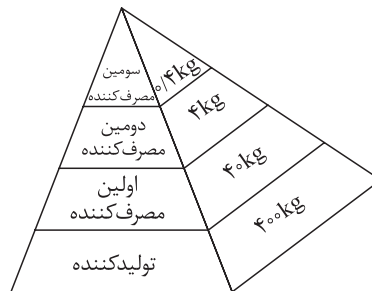 سومین
مصرف‌کننده
۰/۴kg
دومین
مصرف‌کننده
۴kg
اولین
مصرف‌کننده
۴۰kg
تولیدکننده
۴۰۰kg